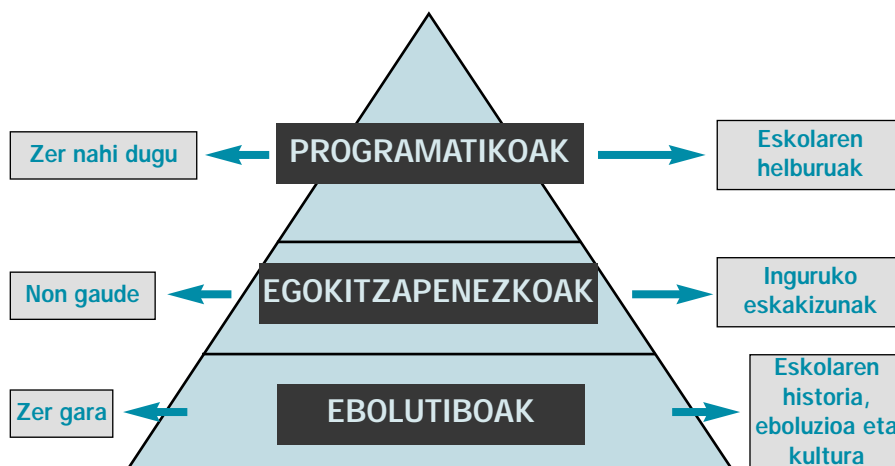 Zer nahi dugu
PROGRAMATIKOAK
Eskolaren
helburuak
Non gaude
EGOKITZAPENEZKOAK
Inguruko
eskakizunak
Zer gara
EBOLUTIBOAK
Eskolaren
historia,
eboluzioa eta
kultura